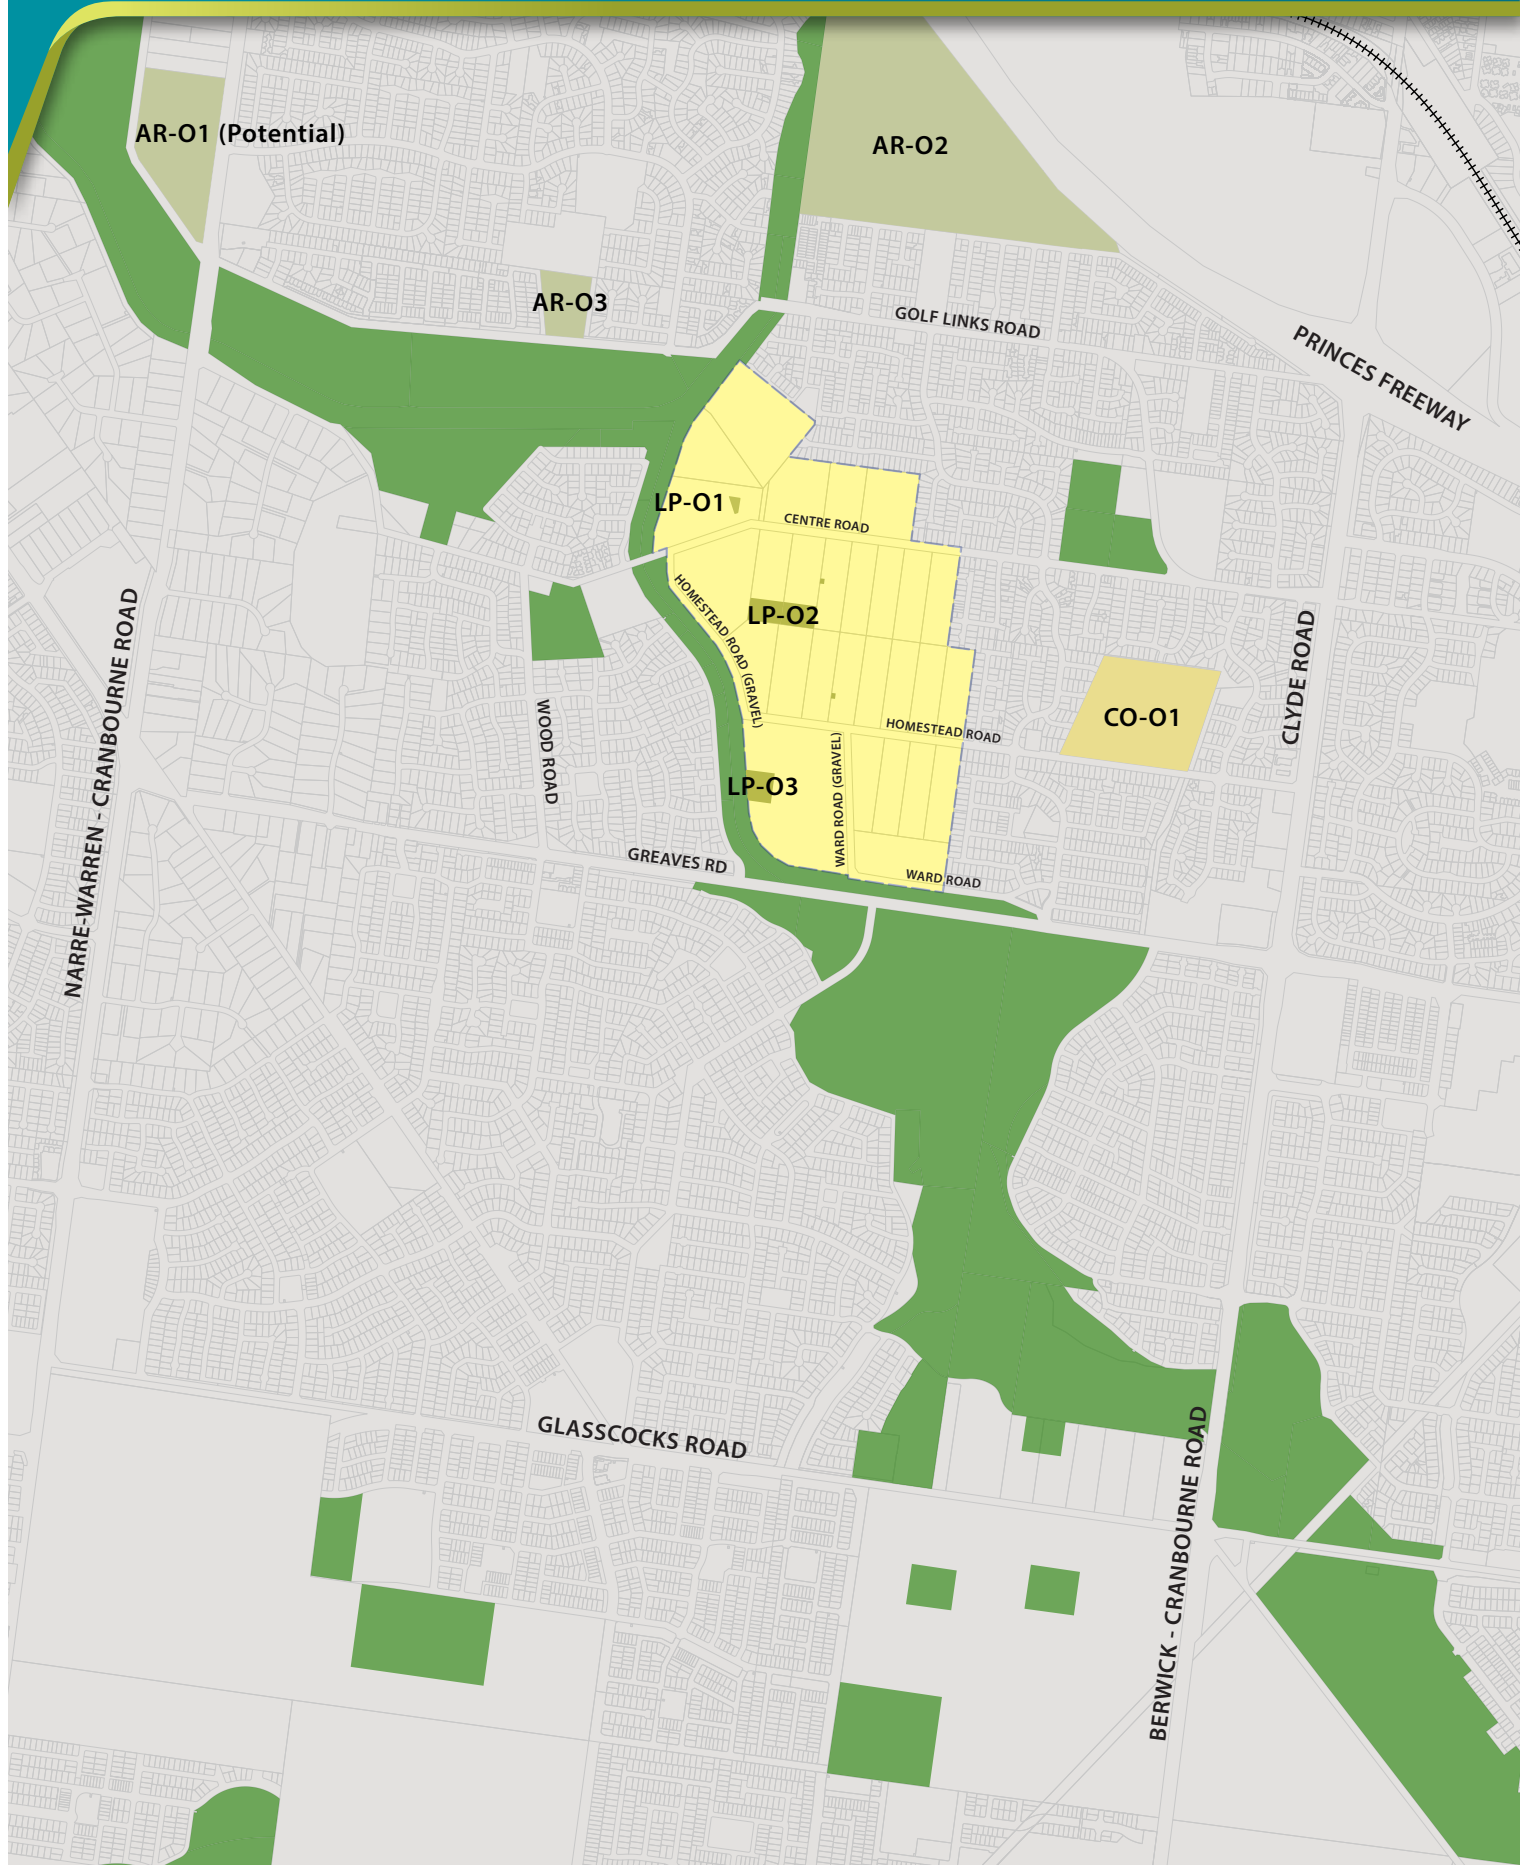 AR-O1 (Potential)
AR-O2
AR-O3
GOLF LINKS ROAD
PRINCES FREEWAY
LP-O1
CENTRE ROAD
HOMESTEAD ROAD (GRAVEL)
LP-O2
NARRE-WARREN - CRANBOURNE ROAD
WOOD ROAD
CLYDE ROAD
CO-O1
HOMESTEAD ROAD
WARD ROAD (GRAVEL)
LP-O3
GREAVES RD
WARD ROAD
GLASSCOCKS ROAD
BERWICK - CRANBOURNE ROAD